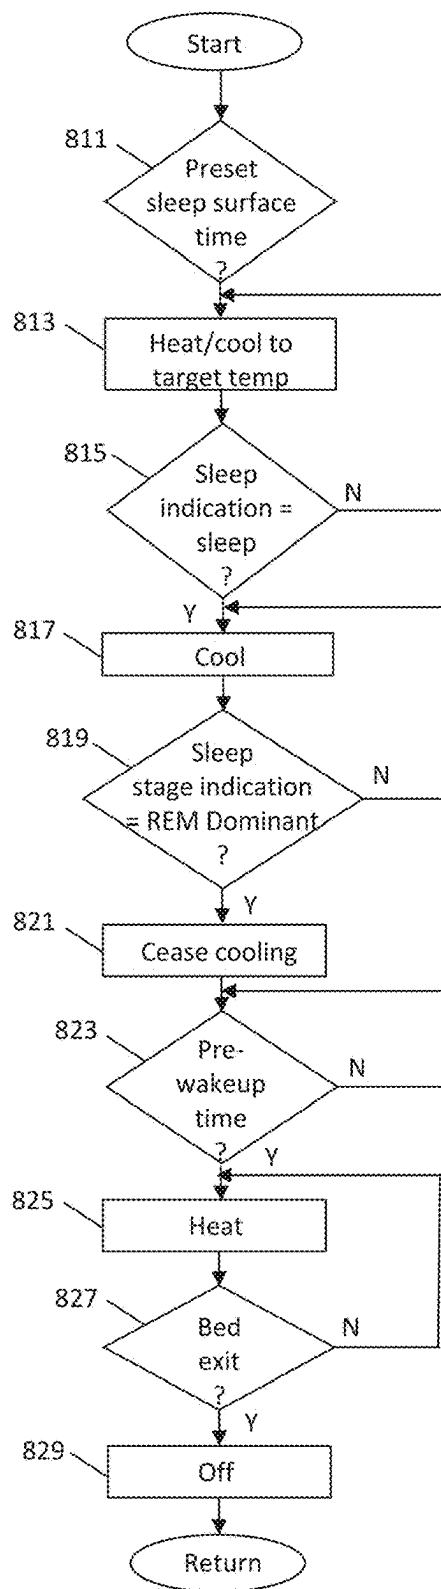 Start
811
Preset
sleep surface
time
?
813
Heat/cool to
target temp
815
Sleep
indication =
sleep
?
N
Y
817
Cool
819
Sleep
stage indication
= REM Dominant
?
N
Y
821
Cease cooling
823
Pre-
wakeup
time
?
N
Y
825
Heat
827
Bed
exit
?
N
Y
829
Off
Return